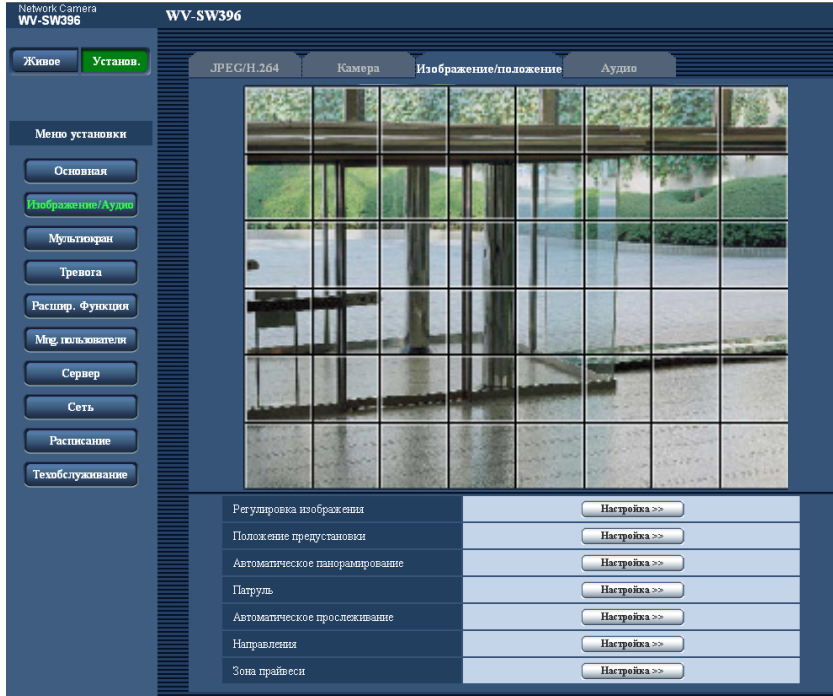 Network Camera
WV-SW396
WV-SW396
Живое
Установ.
JPEG/H.264
Камера
Изображение/положение
Аудио
Меню установки
Основная
Изображение/Аудио
Мультиэкран
Тревога
Расшир. Функция
Mng. пользователя
Сервер
Сеть
Расписание
Техобслуживание
Регулировка изображения
Настройка >>
Положение предустановки
Настройка >>
Автоматическое панорамирование
Настройка >>
Патруль
Настройка >>
Автоматическое прослеживание
Настройка >>
Направления
Настройка >>
Зона прайвеси
Настройка >>